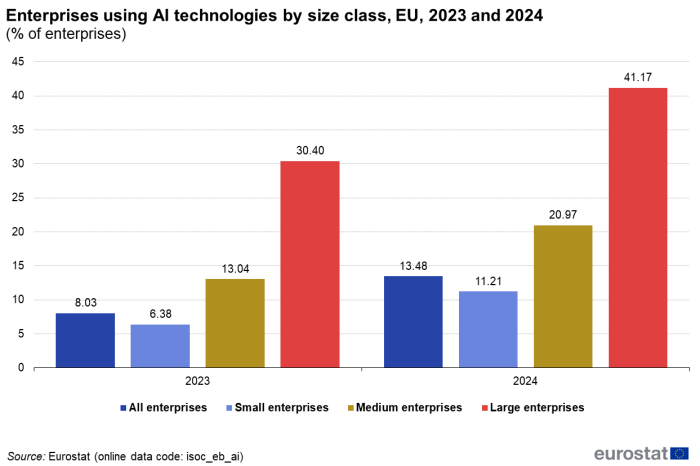 Enterprises using AI technologies by size class, EU, 2023 and 2024
(% of enterprises)
45
40
35
30
25
20
15
10
5
0
8.03
6.38
13.04
30.40
13.48
11.21
20.97
41.17
2023
2024
All enterprises
Small enterprises
Medium enterprises
Large enterprises
Source: Eurostat (online data code: isoc_eb_ai)
eurostat